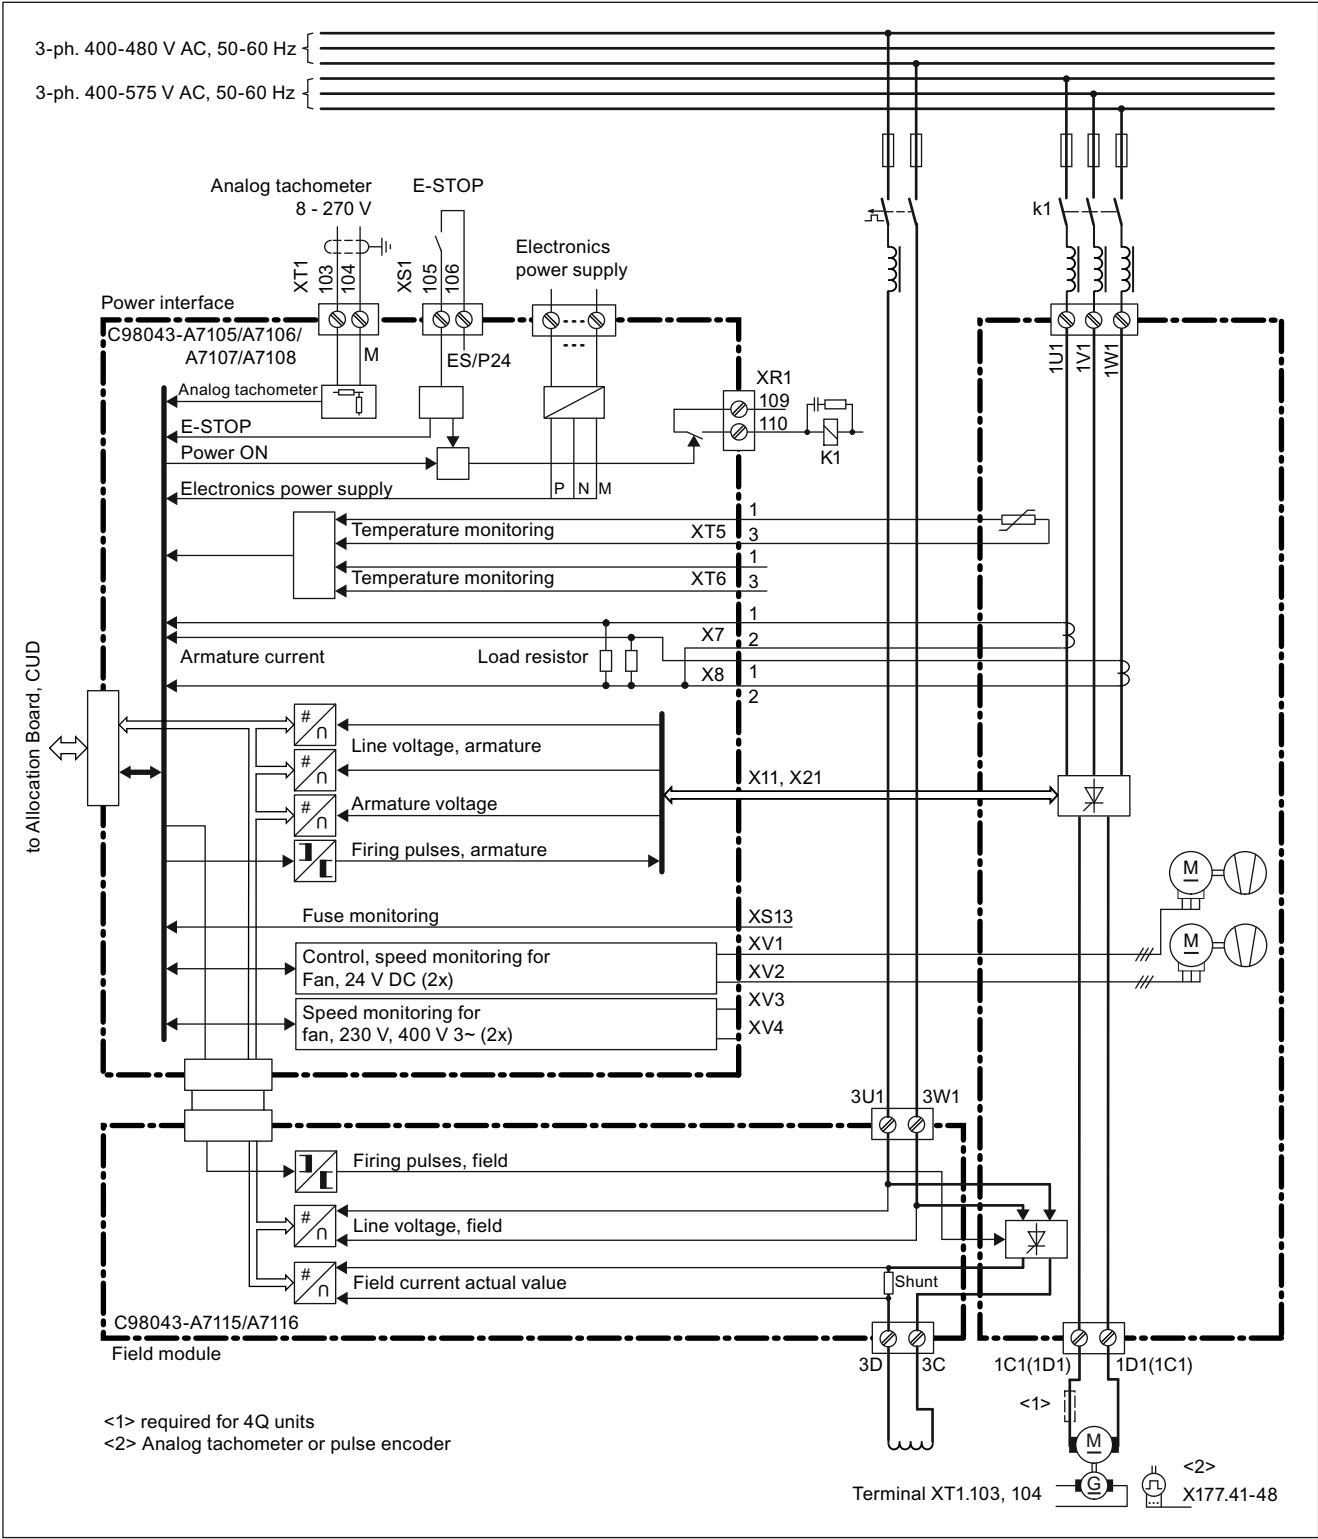 3-ph. 400-480 V AC, 50-60 Hz
3-ph. 400-575 V AC, 50-60 Hz
Analog tachometer
8 - 270 V
E-STOP
k1
Electronics
power supply
XT1
103
104
XS1
105
106
Power interface
C98043-A7105/A7106/
A7107/A7108
M
ES/P24
1U1
1V1
1W1
XR1
109
110
K1
Analog tachometer
E-STOP
Power ON
Electronics power supply
P N M
1
Temperature monitoring
XT5
3
1
Temperature monitoring
XT6
3
1
X7
2
Armature current
Load resistor
X8
1
2
to Allocation Board, CUD
#
∩
Line voltage, armature
#
∩
X11, X21
#
∩
Armature voltage
Firing pulses, armature
M
Fuse monitoring
XS13
Control, speed monitoring for
Fan, 24 V DC (2x)
XV1
XV2
M
Speed monitoring for
fan, 230 V, 400 V 3~ (2x)
XV3
XV4
3U1
3W1
Firing pulses, field
#
∩
Line voltage, field
#
∩
Field current actual value
Shunt
C98043-A7115/A7116
Field module
3D
3C
1C1(1D1)
1D1(1C1)
<1>
<1> required for 4Q units
<2> Analog tachometer or pulse encoder
M
G
<2>
Terminal XT1.103, 104
X177.41-48